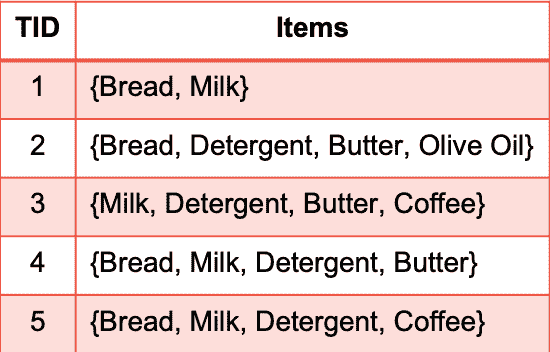 TID Items
1 {Bread, Milk}
2 {Bread, Detergent, Butter, Olive Oil}
3 {Milk, Detergent, Butter, Coffee}
4 {Bread, Milk, Detergent, Butter}
5 {Bread, Milk, Detergent, Coffee}